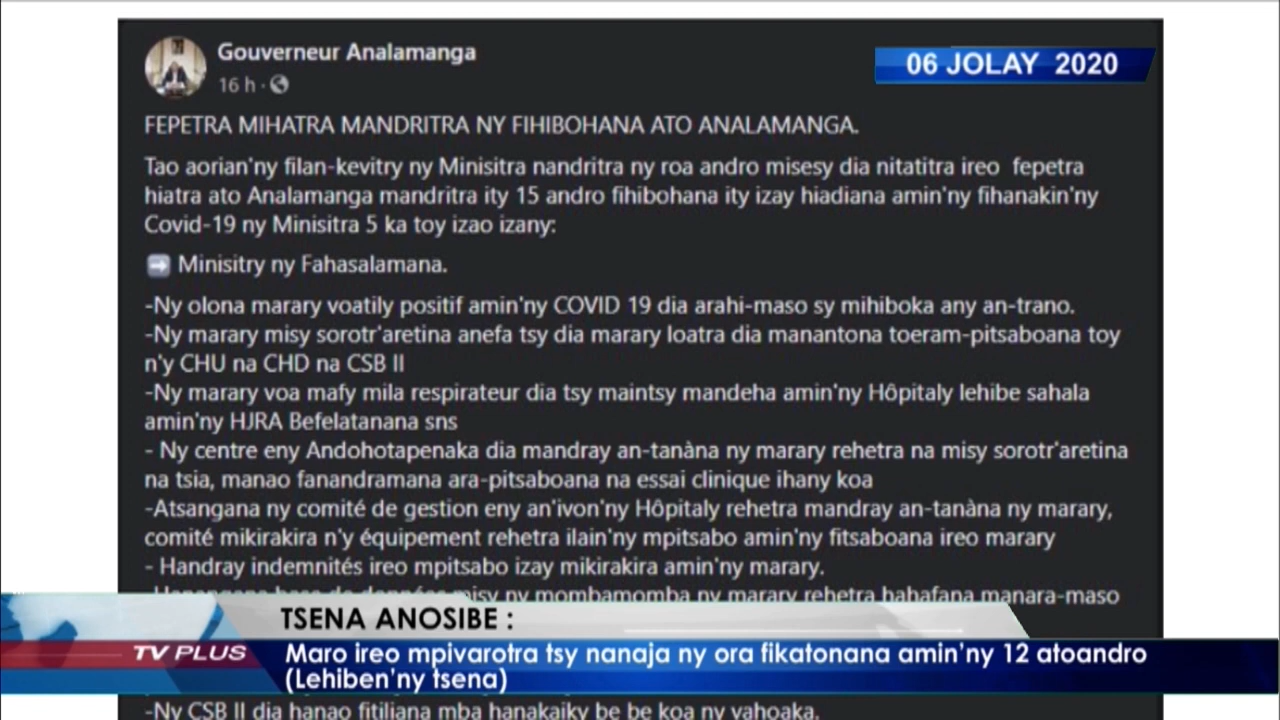 Gouverneur Analamanga
16 h ·
06 JOLAY 2020
FEPETRA MIHATRA MANDRITRA NY FIHIBOHANA ATO ANALAMANGA.
Tao aorian'ny filan-kevitry ny Minisitra nandritra ny roa andro misesy dia nitatitra ireo fepetra
hiatra ato Analamanga mandritra ity 15 andro fihibohana ity izay hiadiana amin'ny fihanakin'ny
Covid-19 ny Minisitra 5 ka toy izao izany:
➡ Minisitry ny Fahasalamana.
-Ny olona marary voatily positif amin'ny COVID 19 dia arahi-maso sy mihiboka any an-trano.
-Ny marary misy sorotr'aretina anefa tsy dia marary loatra dia manantona toeram-pitsaboana toy
n'y CHU na CHD na CSB II
-Ny marary voa mafy mila respirateur dia tsy maintsy mandeha amin'ny Hôpitaly lehibe sahala
amin'ny HJRA Befelatanana sns
- Ny centre eny Andohotapenaka dia mandray an-tanàna ny marary rehetra na misy sorotr'aretina
na tsia, manao fanandramana ara-pitsaboana na essai clinique ihany koa
-Atsangana ny comité de gestion eny an'ivon'ny Hôpitaly rehetra mandray an-tanàna ny marary,
comité mikirakira n'y équipement rehetra ilain'ny mpitsabo amin'ny fitsaboana ireo marary
- Handray indemnités ireo mpitsabo izay mikirakira amin'ny marary.
misy ny mombamomba ny marary rehetra hahafana manara-maso
TSENA ANOSIBE :
TV PLUS
Maro ireo mpivarotra tsy nanaja ny ora fikatonana amin'ny 12 atoandro
(Lehiben'ny tsena)
-Ny CSB II dia hanao fitiliana mba hanakaiky be be koa ny vahoaka.